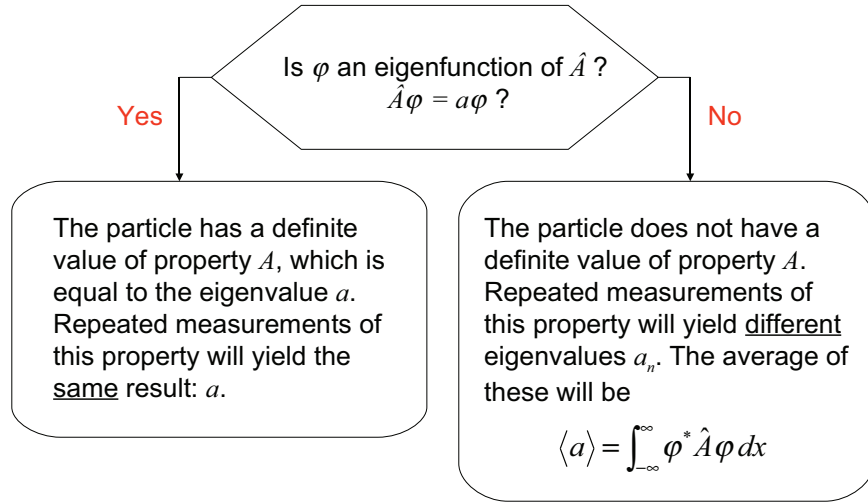 Is φ an eigenfunction of Â ?
Âφ = aφ ?
Yes
No
The particle has a definite
value of property A, which is
equal to the eigenvalue a.
Repeated measurements of
this property will yield the
same result: a.
The particle does not have a
definite value of property A.
Repeated measurements of
this property will yield different
eigenvalues aₙ. The average of
these will be
⟨a⟩ = ∫_{-∞}^{∞} φ* Â φ dx